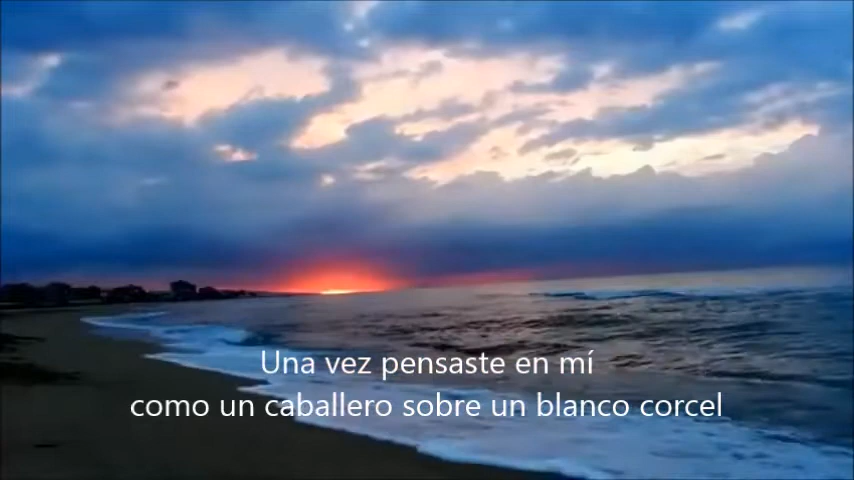 Una vez pensaste en mí
como un caballero sobre un blanco corcel